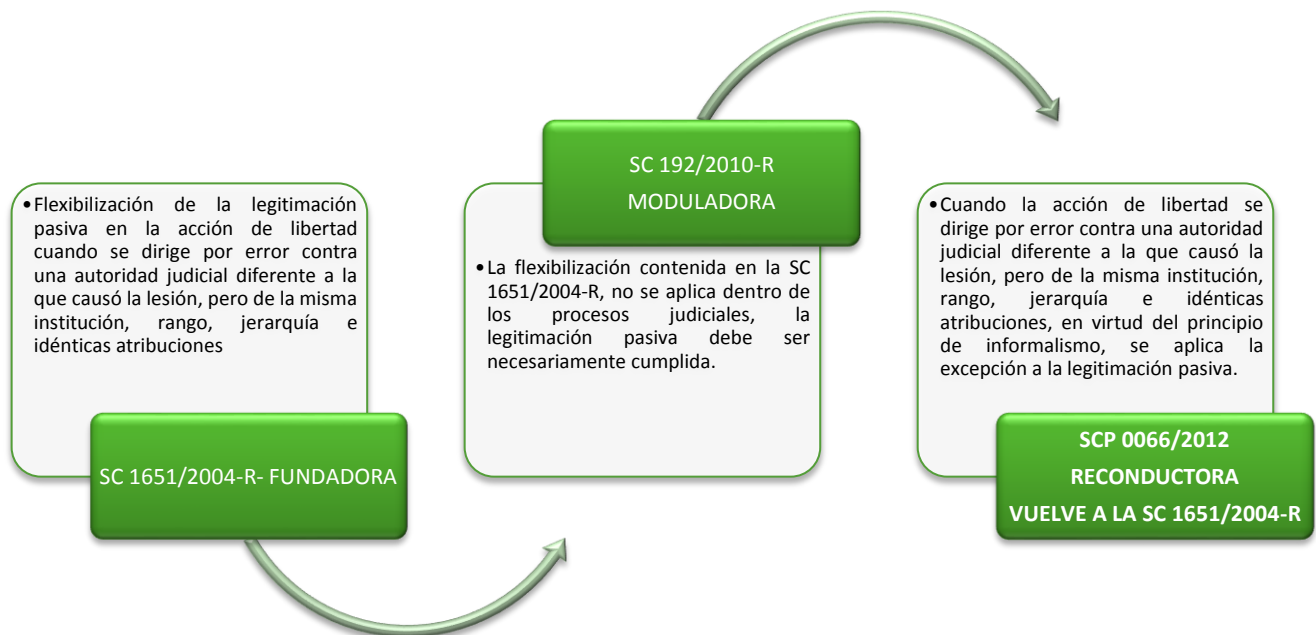 •Flexibilización de la legitimación
pasiva en la acción de libertad
cuando se dirige por error contra
una autoridad judicial diferente a la
que causó la lesión, pero de la misma
institución, rango, jerarquía e
idénticas atribuciones
SC 1651/2004-R- FUNDADORA
SC 192/2010-R
MODULADORA
•La flexibilización contenida en la SC
1651/2004-R, no se aplica dentro de
los procesos judiciales, la
legitimación pasiva debe ser
necesariamente cumplida.
•Cuando la acción de libertad se
dirige por error contra una autoridad
judicial diferente a la que causó la
lesión, pero de la misma institución,
rango, jerarquía e idénticas
atribuciones, en virtud del principio
de informalismo, se aplica la
excepción a la legitimación pasiva.
SCP 0066/2012
RECONDUCTORA
VUELVE A LA SC 1651/2004-R